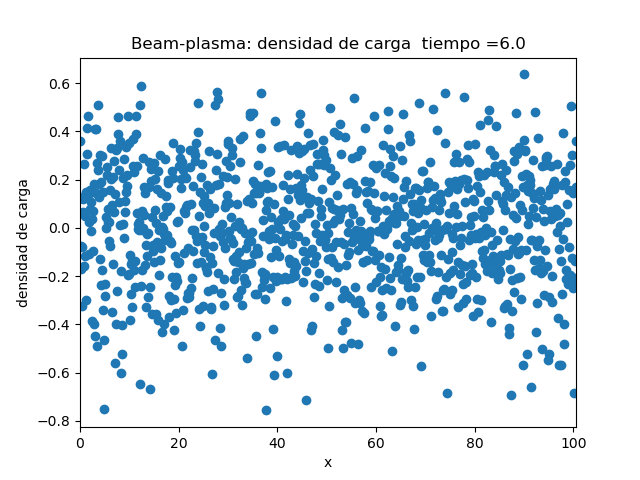 Beam-plasma: densidad de carga  tiempo =6.0
densidad de carga
0.6
0.4
0.2
0.0
−0.2
−0.4
−0.6
−0.8
0 20 40 60 80 100
x